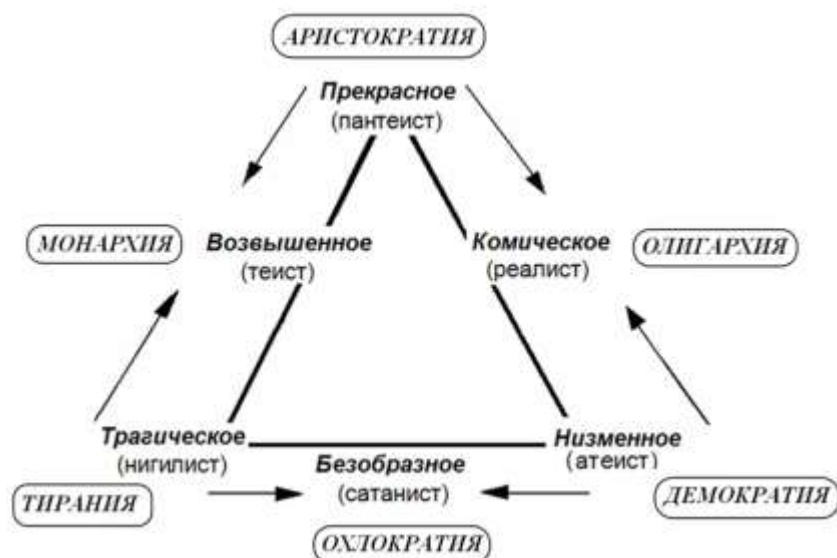 АРИСТОКРАТИЯ
Прекрасное
(пантеист)
МОНАРХИЯ
Возвышенное
(теист)
Комическое
(реалист)
ОЛИГАРХИЯ
Трагическое
(нигилист)
Безобразное
(сатанист)
Низменное
(атеист)
ТИРАНИЯ
ДЕМОКРАТИЯ
ОХЛОКРАТИЯ